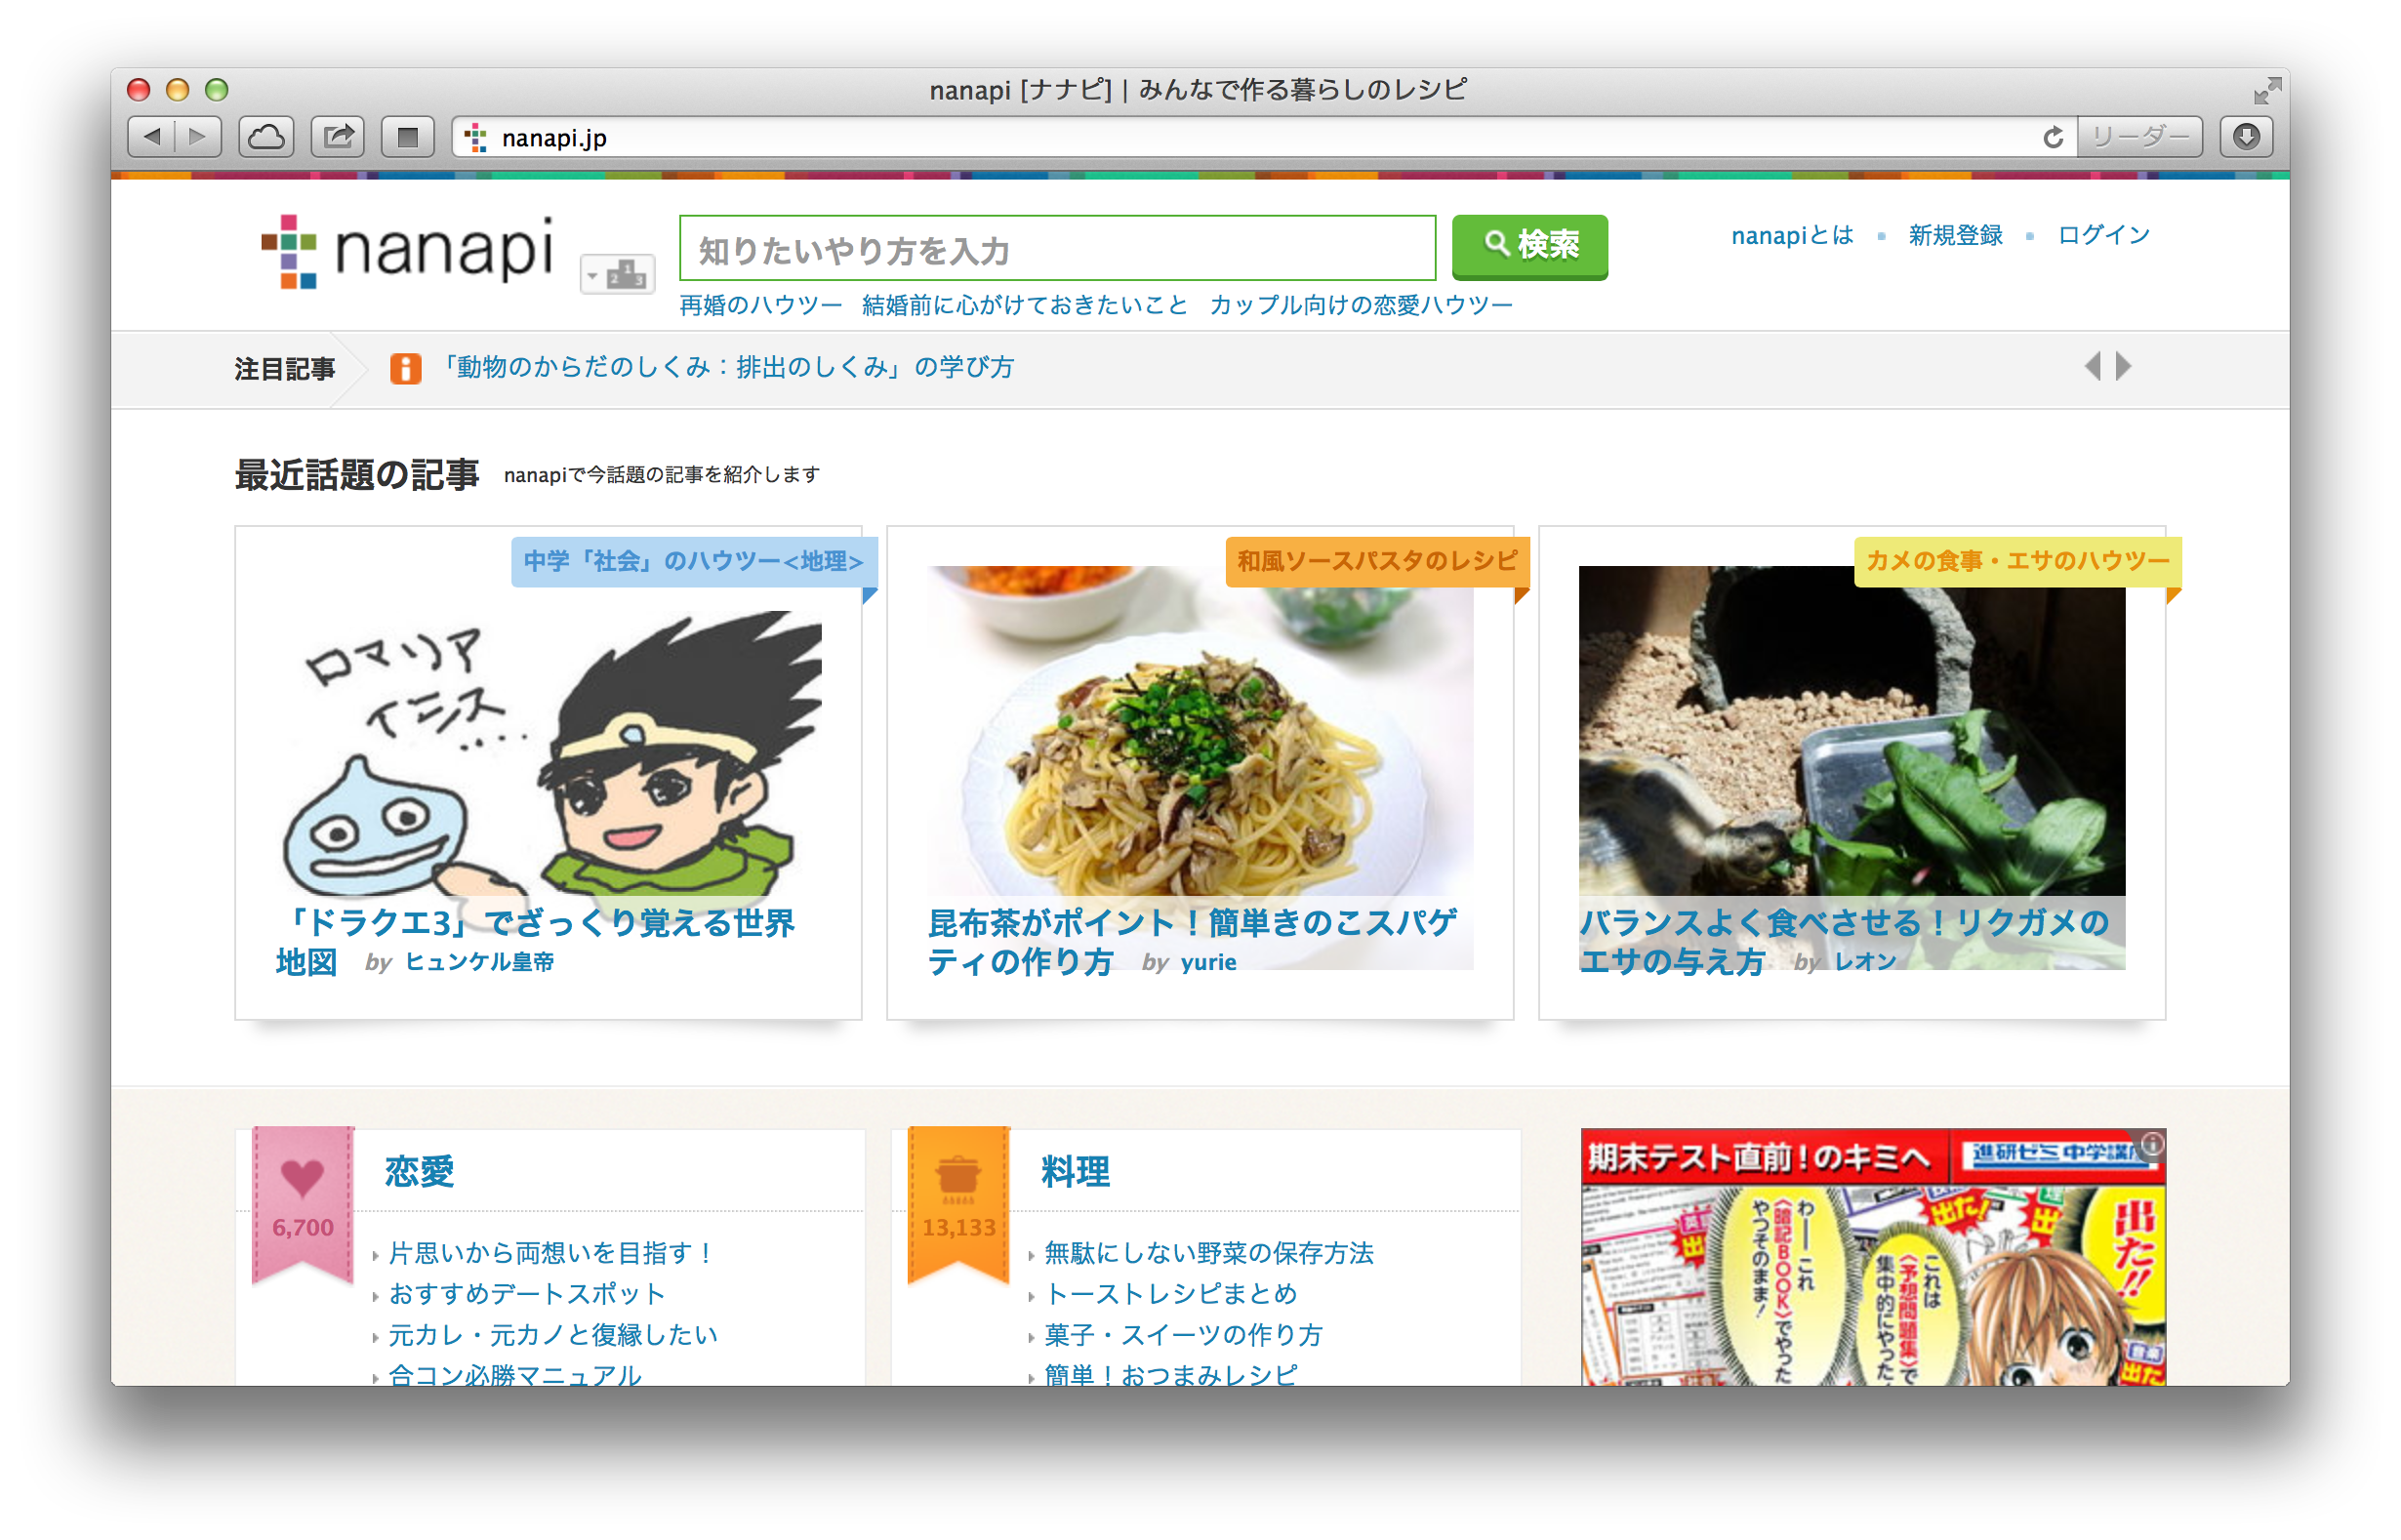 nanapi [ナナピ] | みんなで作る暮らしのレシピ
nanapi.jp
リーダー
nanapi
知りたいやり方を入力
検索
nanapiとは
新規登録
ログイン
再婚のハウツー 結婚前に心がけておきたいこと カップル向けの恋愛ハウツー
注目記事
「動物のからだのしくみ：排出のしくみ」の学び方
最近話題の記事 nanapiで今話題の記事を紹介します
中学「社会」のハウツー<地理>
ロマリア
イコシス
....
「ドラクエ3」でざっくり覚える世界
地図 by ヒュンケル皇帝
和風ソースパスタのレシピ
昆布茶がポイント！簡単きのこスパゲ
ティの作り方 by yurie
カメの食事・エサのハウツー
バランスよく食べさせる！リクガメの
エサの与え方 by レオン
恋愛
6,700
片思いから両想いを目指す！
おすすめデートスポット
元カレ・元カノと復縁したい
合コン必勝マニュアル
料理
13,133
無駄にしない野菜の保存方法
トーストレシピまとめ
菓子・スイーツの作り方
簡単！おつまみレシピ
期末テスト直前！のキミへ
進研ゼミ 中学講座
出た!!
わーーこれ
〈暗記BOOK〉でやった
やつそのまま！
これは
〈予想問題集〉で
集中的にやった
出た!
出た